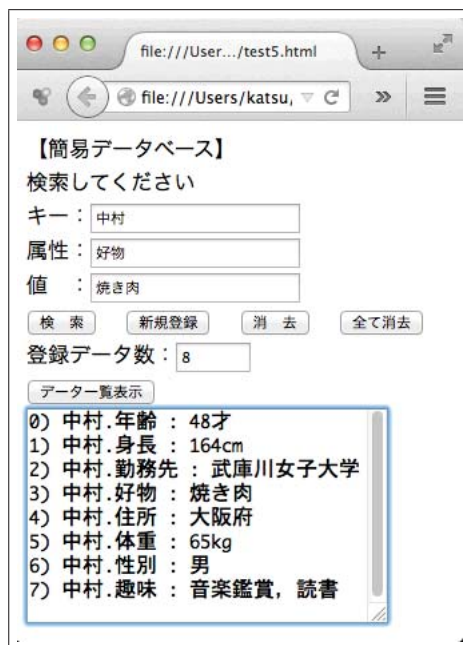 file:///User.../test5.html
file:///Users/katsu,
【簡易データベース】
検索してください
キー：中村
属性：好物
値　：焼き肉
検　索　新規登録　消　去　全て消去
登録データ数：8
データ一覧表示
0) 中村.年齢 : 48才
1) 中村.身長 : 164cm
2) 中村.勤務先 : 武庫川女子大学
3) 中村.好物 : 焼き肉
4) 中村.住所 : 大阪府
5) 中村.体重 : 65kg
6) 中村.性別 : 男
7) 中村.趣味 : 音楽鑑賞，読書